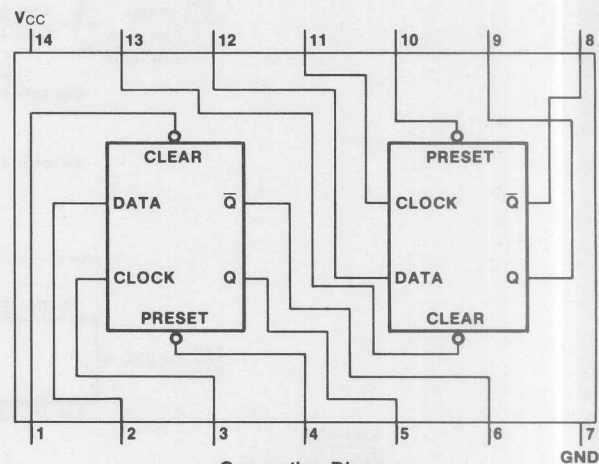 VCC
14 13 12 11 10 9 8
CLEAR PRESET
DATA Q̅ CLOCK Q̅
CLOCK Q DATA Q
PRESET CLEAR
1 2 3 4 5 6 7
GND